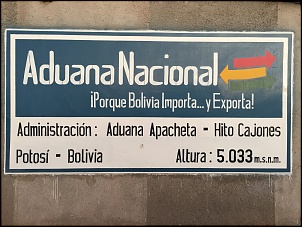 Aduana Nacional
¡Porque Bolivia Importa... y Exporta!
Administración: Aduana Apacheta - Hito Cajones
Potosí - Bolivia Altura: 5.033 m.s.n.m.